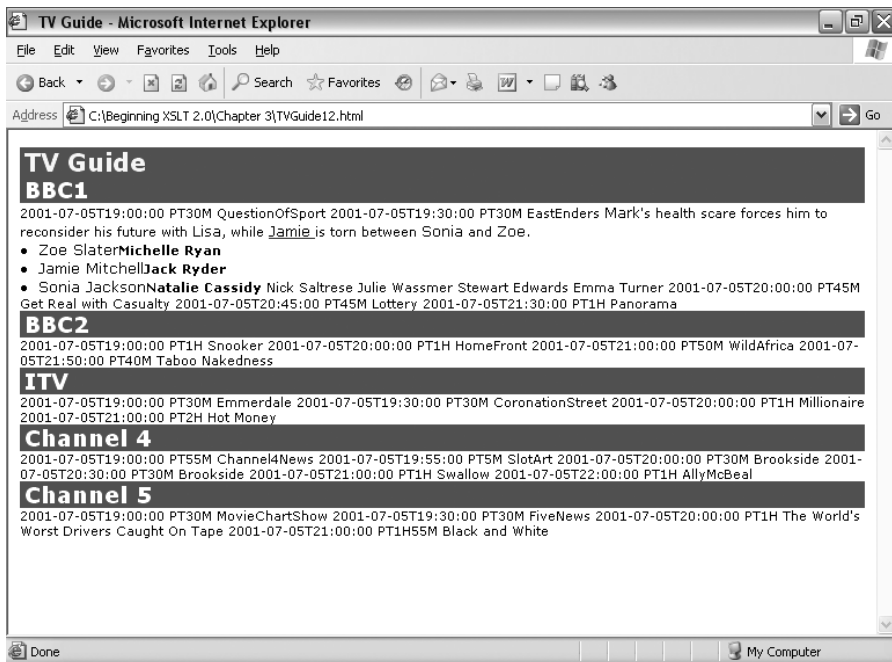 TV Guide - Microsoft Internet Explorer
File Edit View Favorites Tools Help
Back Search Favorites
Address C:\Beginning XSLT 2.0\Chapter 3\TVGuide12.html Go
TV Guide
BBC1
2001-07-05T19:00:00 PT30M QuestionOfSport 2001-07-05T19:30:00 PT30M EastEnders Mark's health scare forces him to
reconsider his future with Lisa, while Jamie is torn between Sonia and Zoe.
• Zoe SlaterMichelle Ryan
• Jamie MitchellJack Ryder
• Sonia JacksonNatalie Cassidy Nick Saltrese Julie Wassmer Stewart Edwards Emma Turner 2001-07-05T20:00:00 PT45M
Get Real with Casualty 2001-07-05T20:45:00 PT45M Lottery 2001-07-05T21:30:00 PT1H Panorama
BBC2
2001-07-05T19:00:00 PT1H Snooker 2001-07-05T20:00:00 PT1H HomeFront 2001-07-05T21:00:00 PT50M WildAfrica 2001-07-
05T21:50:00 PT40M Taboo Nakedness
ITV
2001-07-05T19:00:00 PT30M Emmerdale 2001-07-05T19:30:00 PT30M CoronationStreet 2001-07-05T20:00:00 PT1H Millionaire
2001-07-05T21:00:00 PT2H Hot Money
Channel 4
2001-07-05T19:00:00 PT55M Channel4News 2001-07-05T19:55:00 PT5M SlotArt 2001-07-05T20:00:00 PT30M Brookside 2001-
07-05T20:30:00 PT30M Brookside 2001-07-05T21:00:00 PT1H Swallow 2001-07-05T22:00:00 PT1H AllyMcBeal
Channel 5
2001-07-05T19:00:00 PT30M MovieChartShow 2001-07-05T19:30:00 PT30M FiveNews 2001-07-05T20:00:00 PT1H The World's
Worst Drivers Caught On Tape 2001-07-05T21:00:00 PT1H55M Black and White
Done My Computer